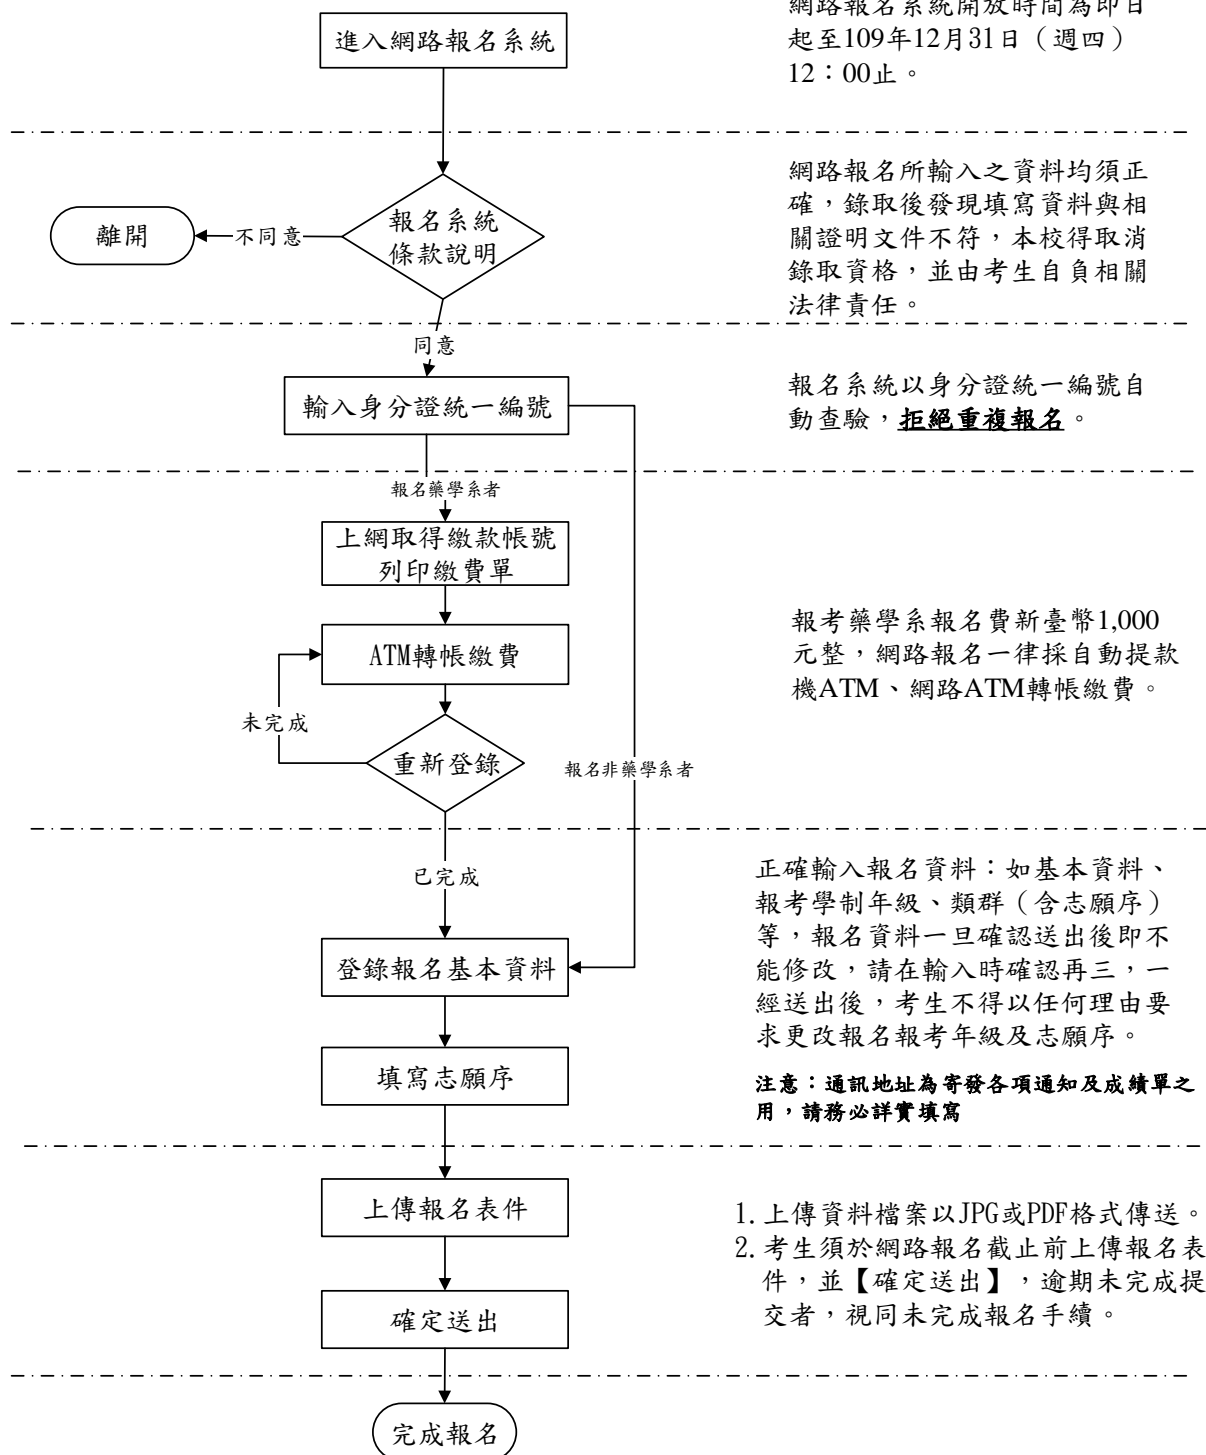 網路報名系統開放時間為即日
起至109年12月31日（週四）
12：00止。
進入網路報名系統
網路報名所輸入之資料均須正
確，錄取後發現填寫資料與相
關證明文件不符，本校得取消
錄取資格，並由考生自負相關
法律責任。
報名系統
條款說明
不同意
離開
同意
輸入身分證統一編號
報名系統以身分證統一編號自
動查驗，拒絕重複報名。
報名藥學系者
上網取得繳款帳號
列印繳費單
ATM轉帳繳費
未完成
重新登錄
報名非藥學系者
報考藥學系報名費新臺幣1,000
元整，網路報名一律採自動提款
機ATM、網路ATM轉帳繳費。
已完成
登錄報名基本資料
填寫志願序
正確輸入報名資料：如基本資料、
報考學制年級、類群（含志願序）
等，報名資料一旦確認送出後即不
能修改，請在輸入時確認再三，一
經送出後，考生不得以任何理由要
求更改報名報考年級及志願序。
注意：通訊地址為寄發各項通知及成績單之
用，請務必詳實填寫
上傳報名表件
確定送出
1.上傳資料檔案以JPG或PDF格式傳送。
2.考生須於網路報名截止前上傳報名表
件，並【確定送出】，逾期未完成提
交者，視同未完成報名手續。
完成報名